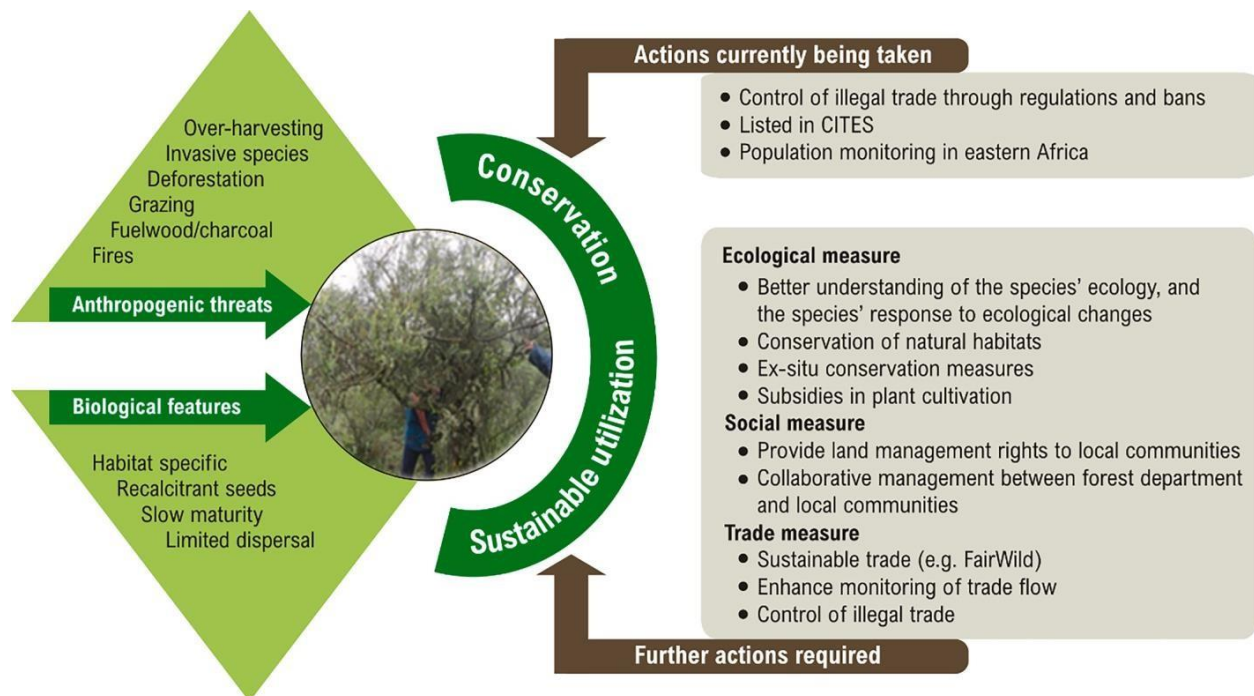 Over-harvesting
Invasive species
Deforestation
Grazing
Fuelwood/charcoal
Fires
Anthropogenic threats
Biological features
Habitat specific
Recalcitrant seeds
Slow maturity
Limited dispersal
Conservation
Sustainable utilization
Actions currently being taken
• Control of illegal trade through regulations and bans
• Listed in CITES
• Population monitoring in eastern Africa
Ecological measure
• Better understanding of the species' ecology, and
the species' response to ecological changes
• Conservation of natural habitats
• Ex-situ conservation measures
• Subsidies in plant cultivation
Social measure
• Provide land management rights to local communities
• Collaborative management between forest department
and local communities
Trade measure
• Sustainable trade (e.g. FairWild)
• Enhance monitoring of trade flow
• Control of illegal trade
Further actions required